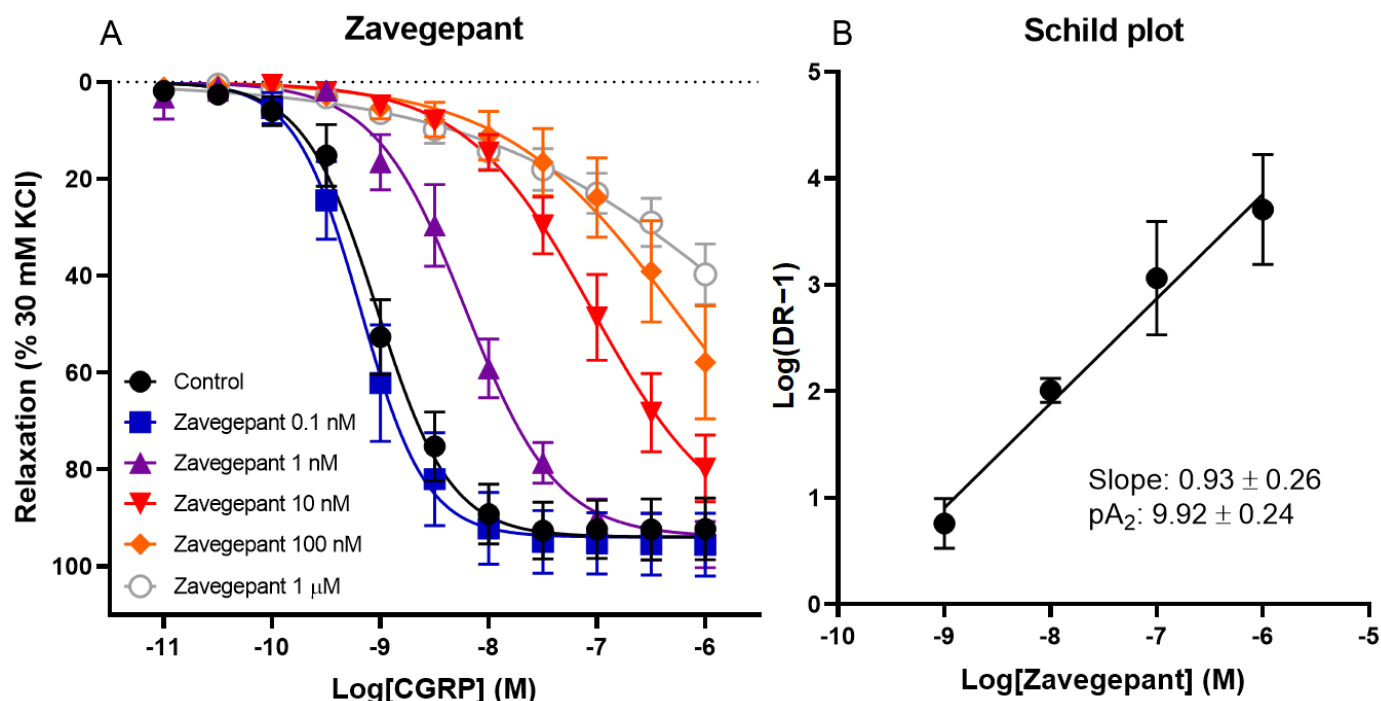 A
Zavegepant
0
20
40
60
80
100
Relaxation (% 30 mM KCl)
Control
Zavegepant 0.1 nM
Zavegepant 1 nM
Zavegepant 10 nM
Zavegepant 100 nM
Zavegepant 1 μM
-11
-10
-9
-8
-7
-6
Log[CGRP] (M)
B
Schild plot
5
4
3
2
1
0
Log(DR−1)
Slope: 0.93 ± 0.26
pA₂: 9.92 ± 0.24
-10
-9
-8
-7
-6
-5
Log[Zavegepant] (M)